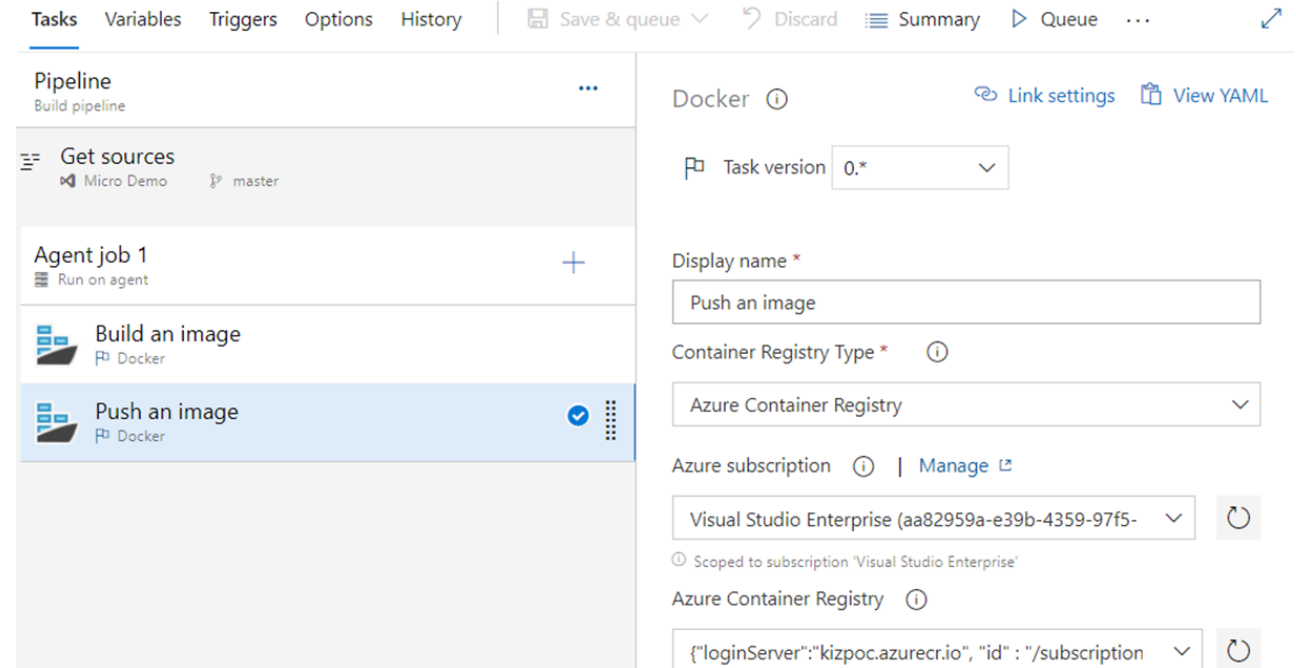 Tasks Variables Triggers Options History Save & queue Discard Summary Queue ...
Pipeline
Build pipeline
Get sources
Micro Demo master
Agent job 1
Run on agent
Build an image
Docker
Push an image
Docker
Docker Link settings View YAML
Task version 0.*
Display name *
Push an image
Container Registry Type *
Azure Container Registry
Azure subscription | Manage
Visual Studio Enterprise (aa82959a-e39b-4359-97f5-
Scoped to subscription 'Visual Studio Enterprise'
Azure Container Registry
{"loginServer":"kizpoc.azurecr.io", "id" : "/subscription